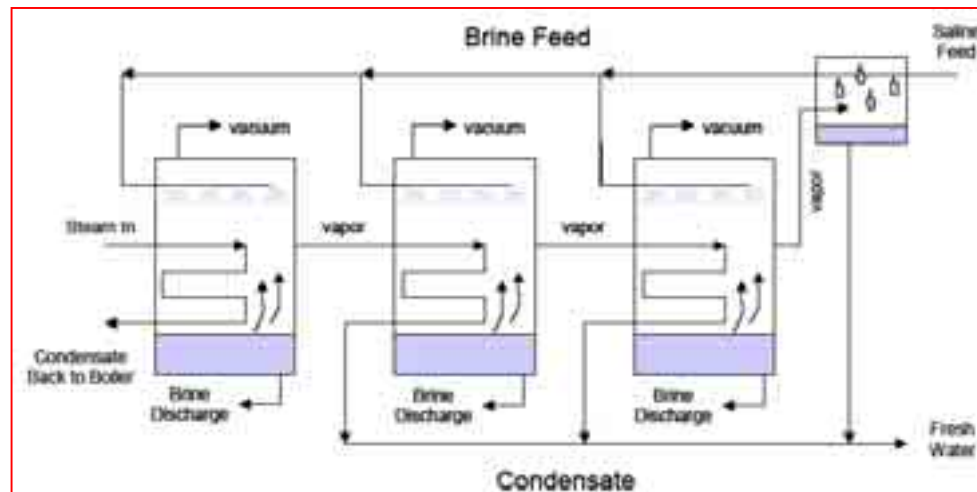 Brine Feed
Saline
Feed
vacuum
vacuum
vacuum
Steam In
vapor
vapor
vapor
Condensate
Back to Boiler
Brine
Discharge
Brine
Discharge
Brine
Discharge
Fresh
Water
Condensate